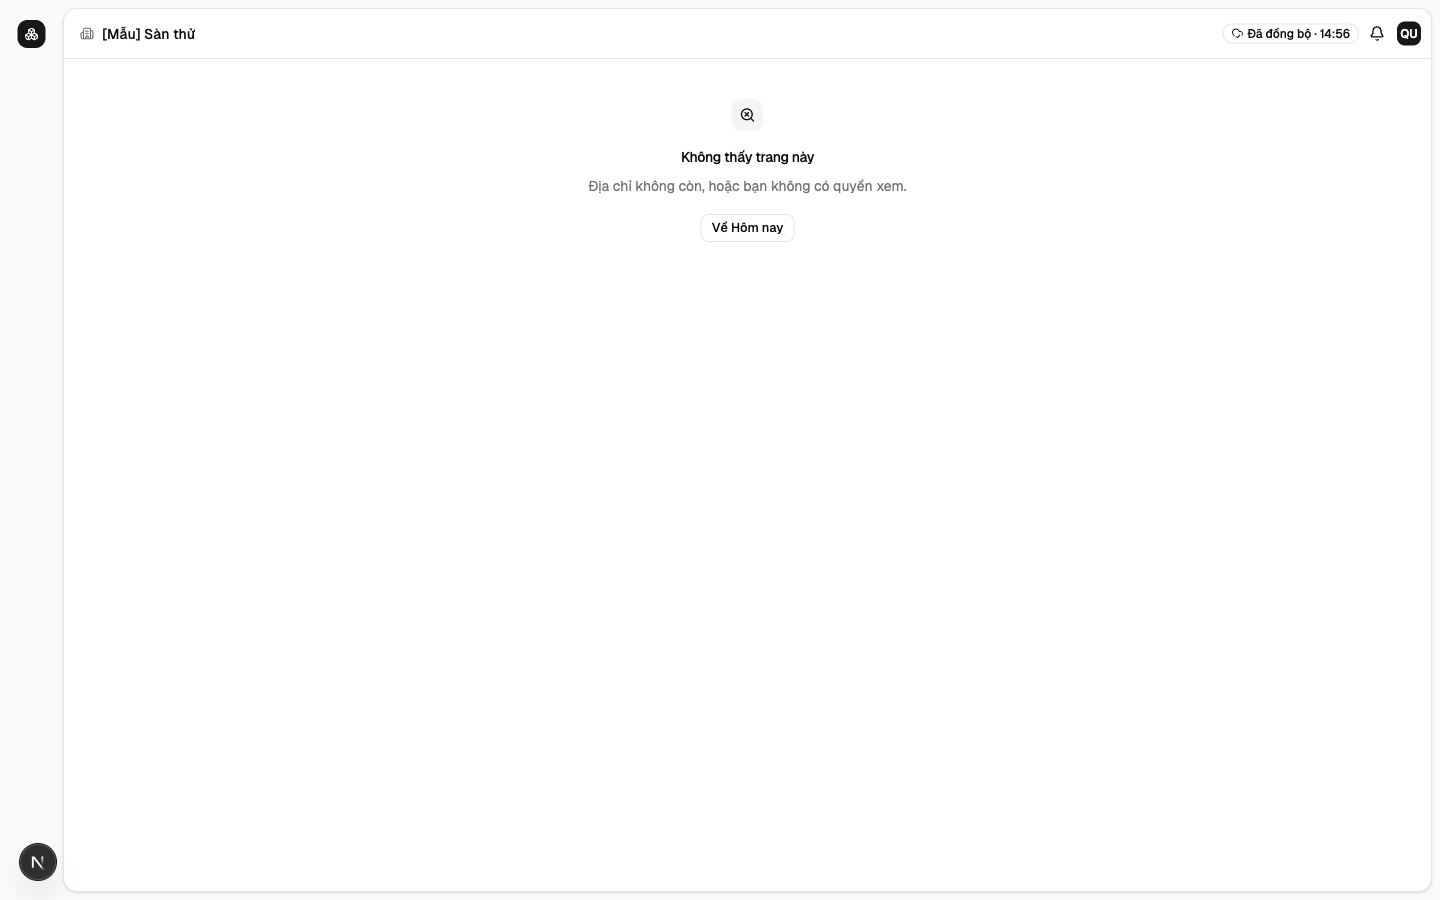 [Mẫu] Sàn thử
Đã đồng bộ · 14:56
QU
Không thấy trang này
Địa chỉ không còn, hoặc bạn không có quyền xem.
Về Hôm nay
N